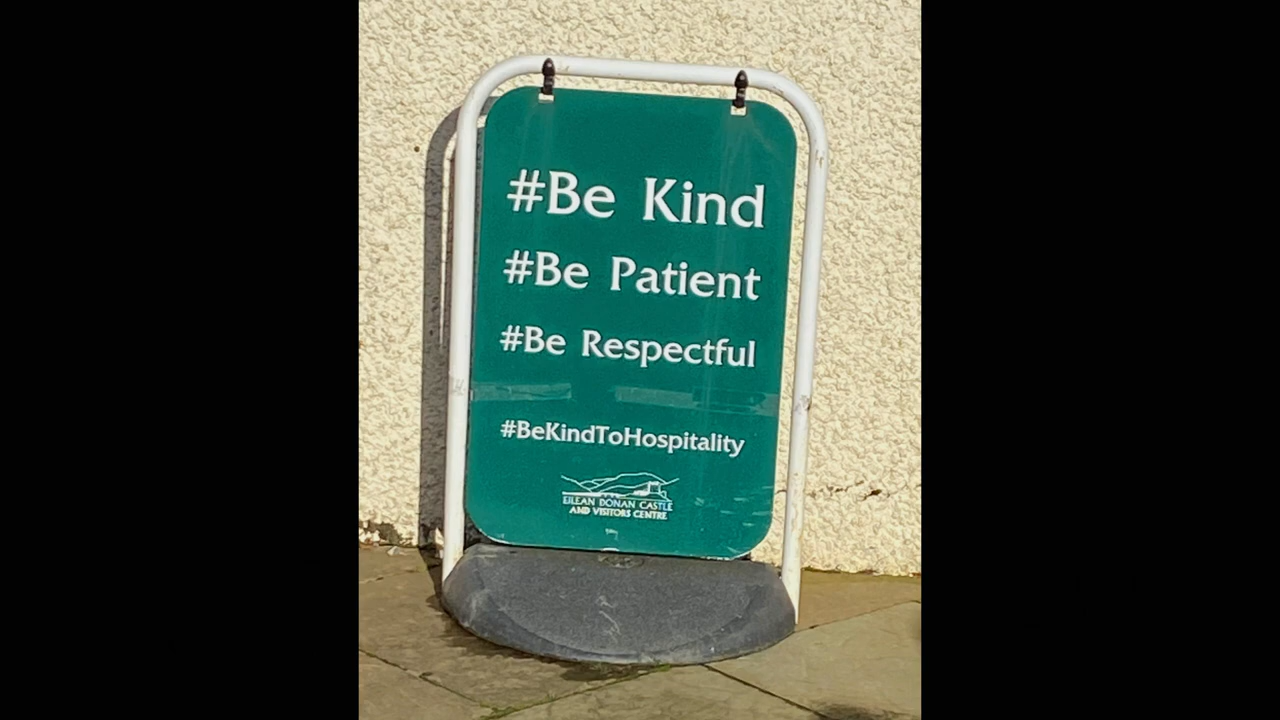 #Be Kind
#Be Patient
#Be Respectful
#BeKindToHospitality
EILEAN DONAN CASTLE
AND VISITORS CENTRE